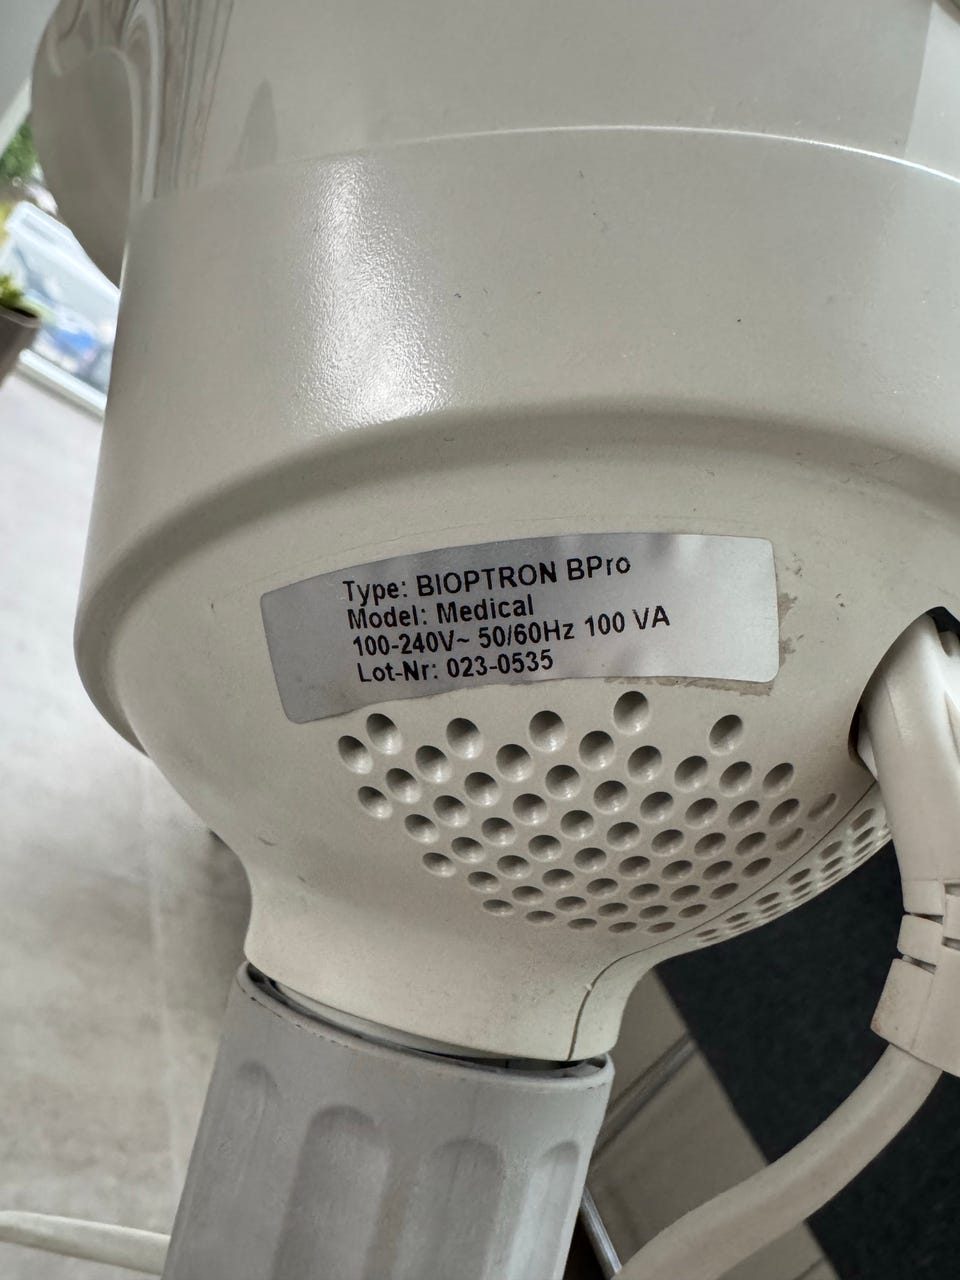 Type: BIOPTRON BPro
Model: Medical
100-240V~ 50/60Hz 100 VA
Lot-Nr: 023-0535